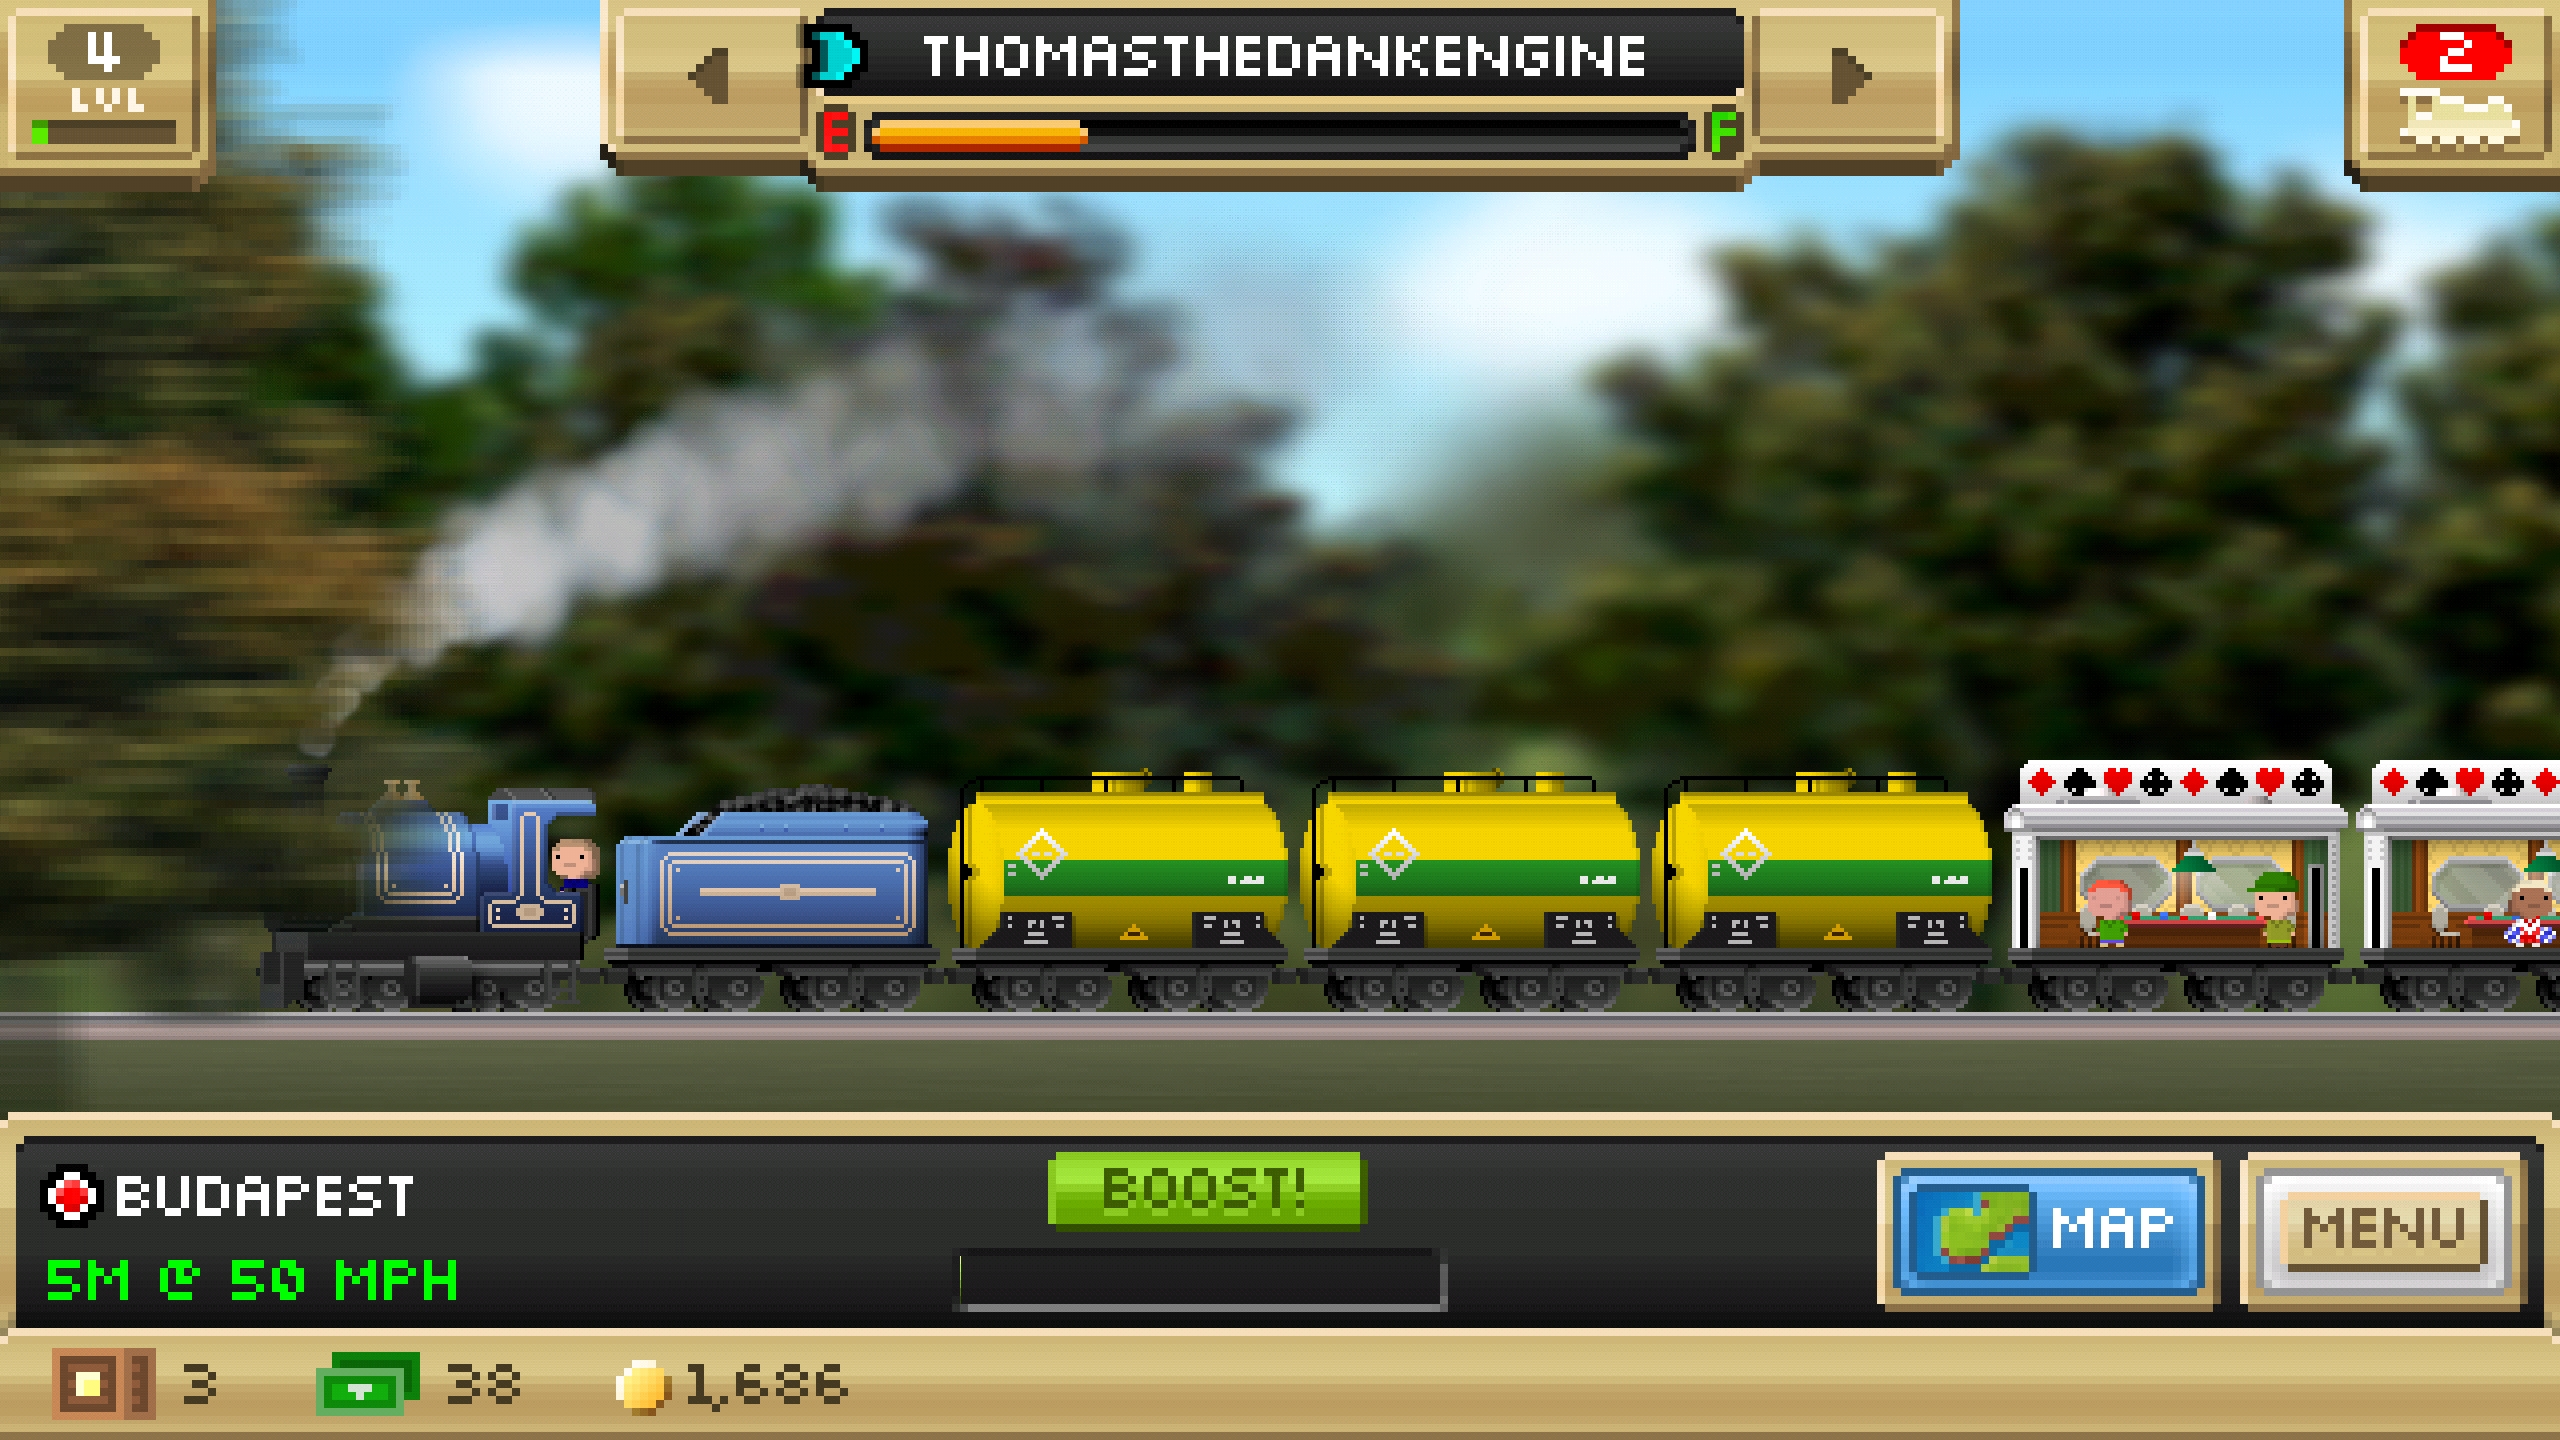 4
LVL
THOMASTHEDANKENGINE
E F
2
BUDAPEST
5M @ 50 MPH
BOOST!
MAP
MENU
3 38 1,686